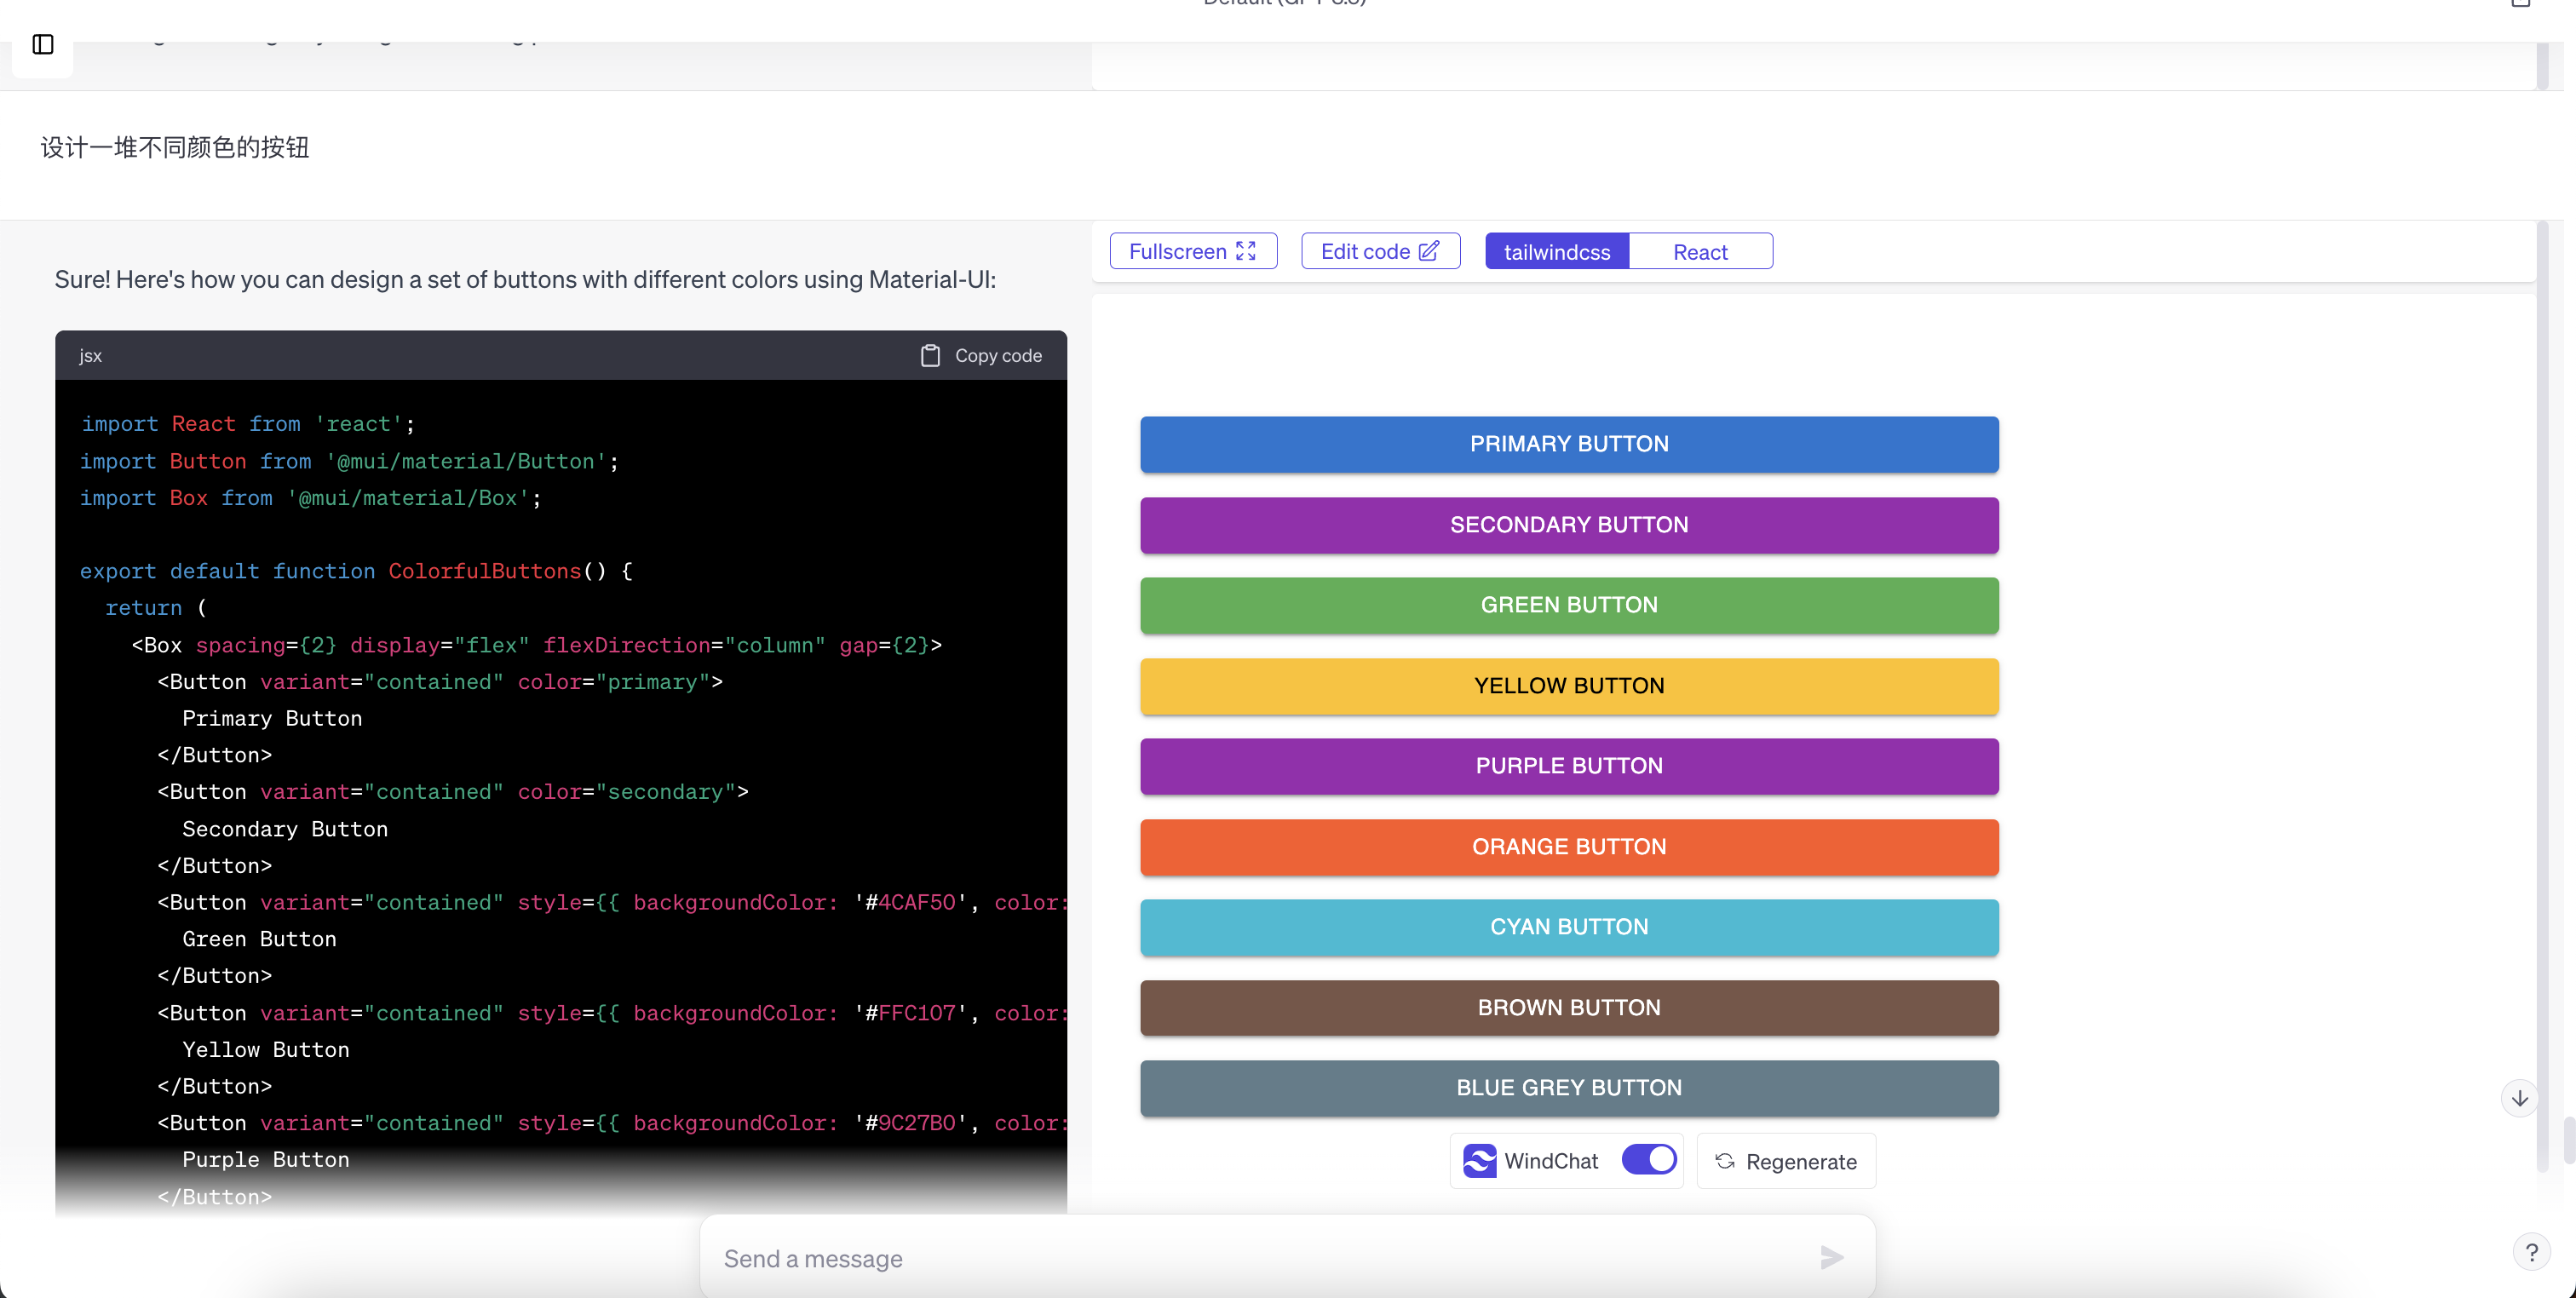 设计一堆不同颜色的按钮
Fullscreen Edit code tailwindcss React
Sure! Here's how you can design a set of buttons with different colors using Material-UI:
jsx Copy code
import React from 'react';
import Button from '@mui/material/Button';
import Box from '@mui/material/Box';
export default function ColorfulButtons() {
return (
<Box spacing={2} display="flex" flexDirection="column" gap={2}>
<Button variant="contained" color="primary">
Primary Button
</Button>
<Button variant="contained" color="secondary">
Secondary Button
</Button>
<Button variant="contained" style={{ backgroundColor: '#4CAF50', color:
Green Button
</Button>
<Button variant="contained" style={{ backgroundColor: '#FFC107', color:
Yellow Button
</Button>
<Button variant="contained" style={{ backgroundColor: '#9C27B0', color:
Purple Button
</Button>
PRIMARY BUTTON
SECONDARY BUTTON
GREEN BUTTON
YELLOW BUTTON
PURPLE BUTTON
ORANGE BUTTON
CYAN BUTTON
BROWN BUTTON
BLUE GREY BUTTON
WindChat Regenerate
Send a message
?